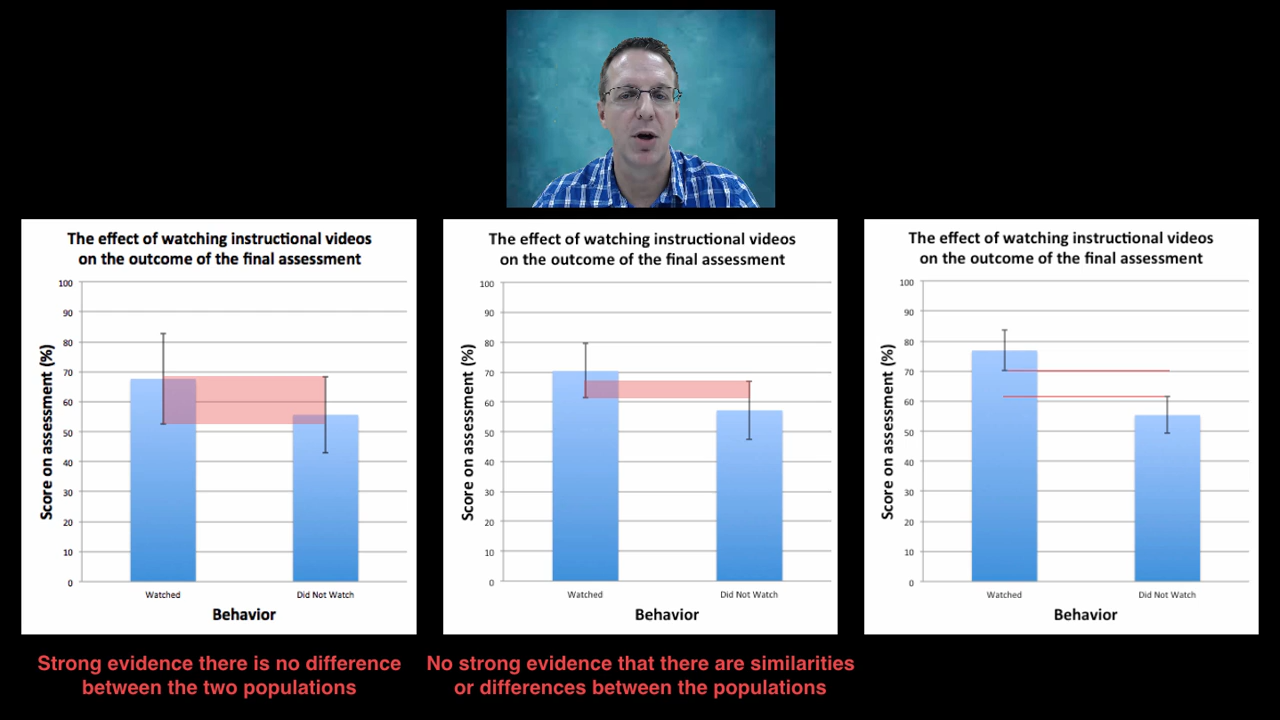 The effect of watching instructional videos
on the outcome of the final assessment
Score on assessment (%)
100
90
80
70
60
50
40
30
20
10
0
Watched
Did Not Watch
Behavior
Strong evidence there is no difference
between the two populations
The effect of watching instructional videos
on the outcome of the final assessment
Score on assessment (%)
100
90
80
70
60
50
40
30
20
10
0
Watched
Did Not Watch
Behavior
No strong evidence that there are similarities
or differences between the populations
The effect of watching instructional videos
on the outcome of the final assessment
Score on assessment (%)
100
90
80
70
60
50
40
30
20
10
0
Watched
Did Not Watch
Behavior